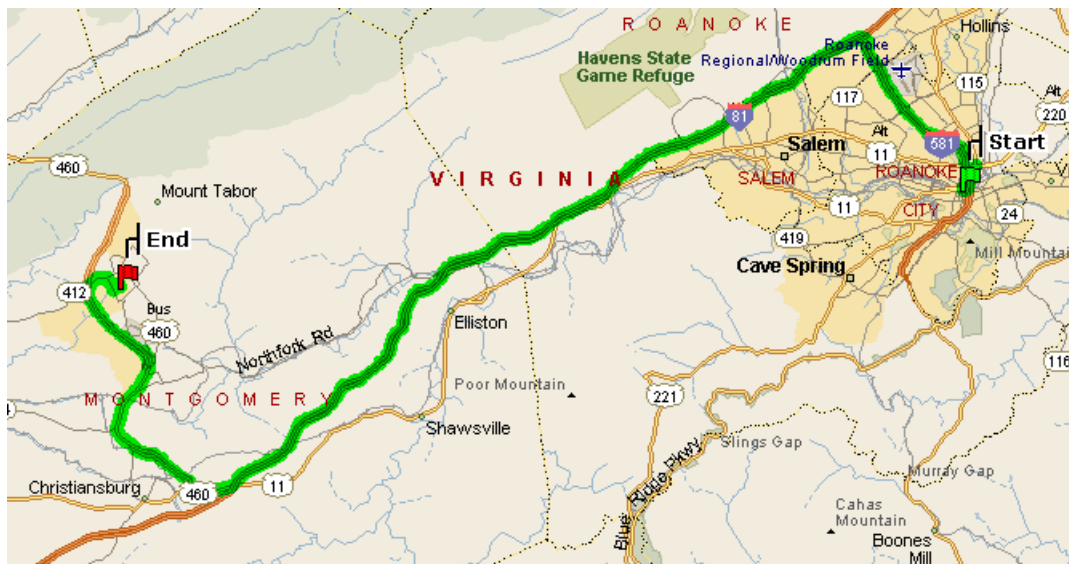 R O A N O K E
Hollins
Havens State
Game Refuge
Roanoke
Regional/Woodrum Field
115
Alt
220
117
81
Alt
11
581
Start
460
Mount Tabor
Salem
V I R G I N I A
SALEM
ROANOKE
CITY
V
11
24
End
419
Mill Mountain
Cave Spring
412
Bus
460
Elliston
Northfork Rd
116
Poor Mountain
221
M O N T G O M E R Y
4
Shawsville
Slings Gap
Murray Gap
Blue Ridge Pkwy
Christiansburg
460
11
Cahas
Mountain
Boones
Mill